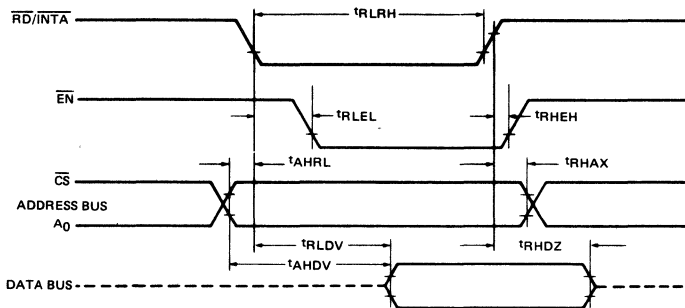 RD/INTA
tRLRH
EN
tRLEL
tRHEH
tAHRL
tRHAX
CS
ADDRESS BUS
A0
tRLDV
tRHDZ
tAHDV
DATA BUS